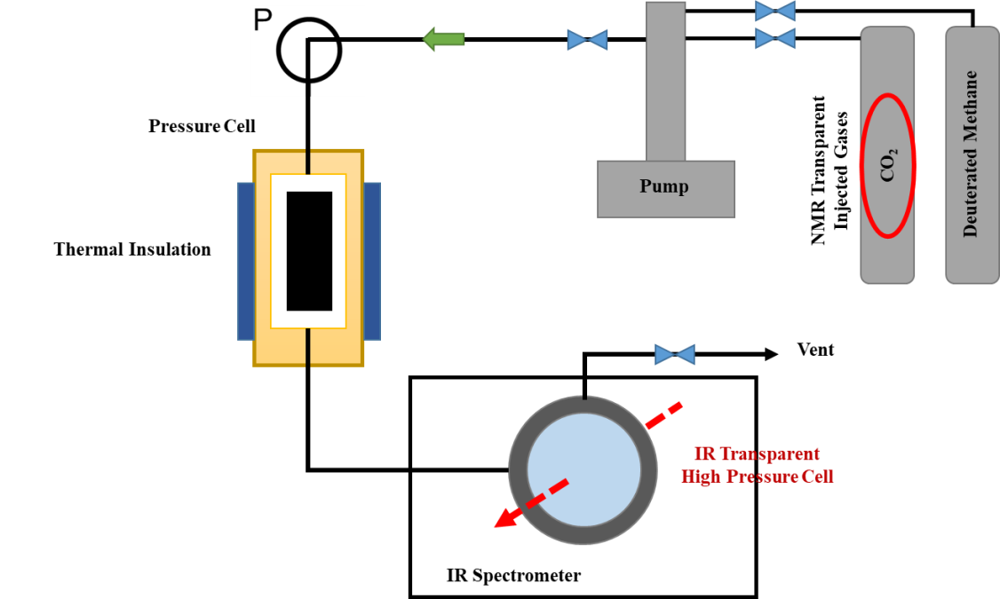 P
Pressure Cell
Thermal Insulation
Pump
NMR Transparent
Injected Gases
CO₂
Deuterated Methane
Vent
IR Transparent
High Pressure Cell
IR Spectrometer